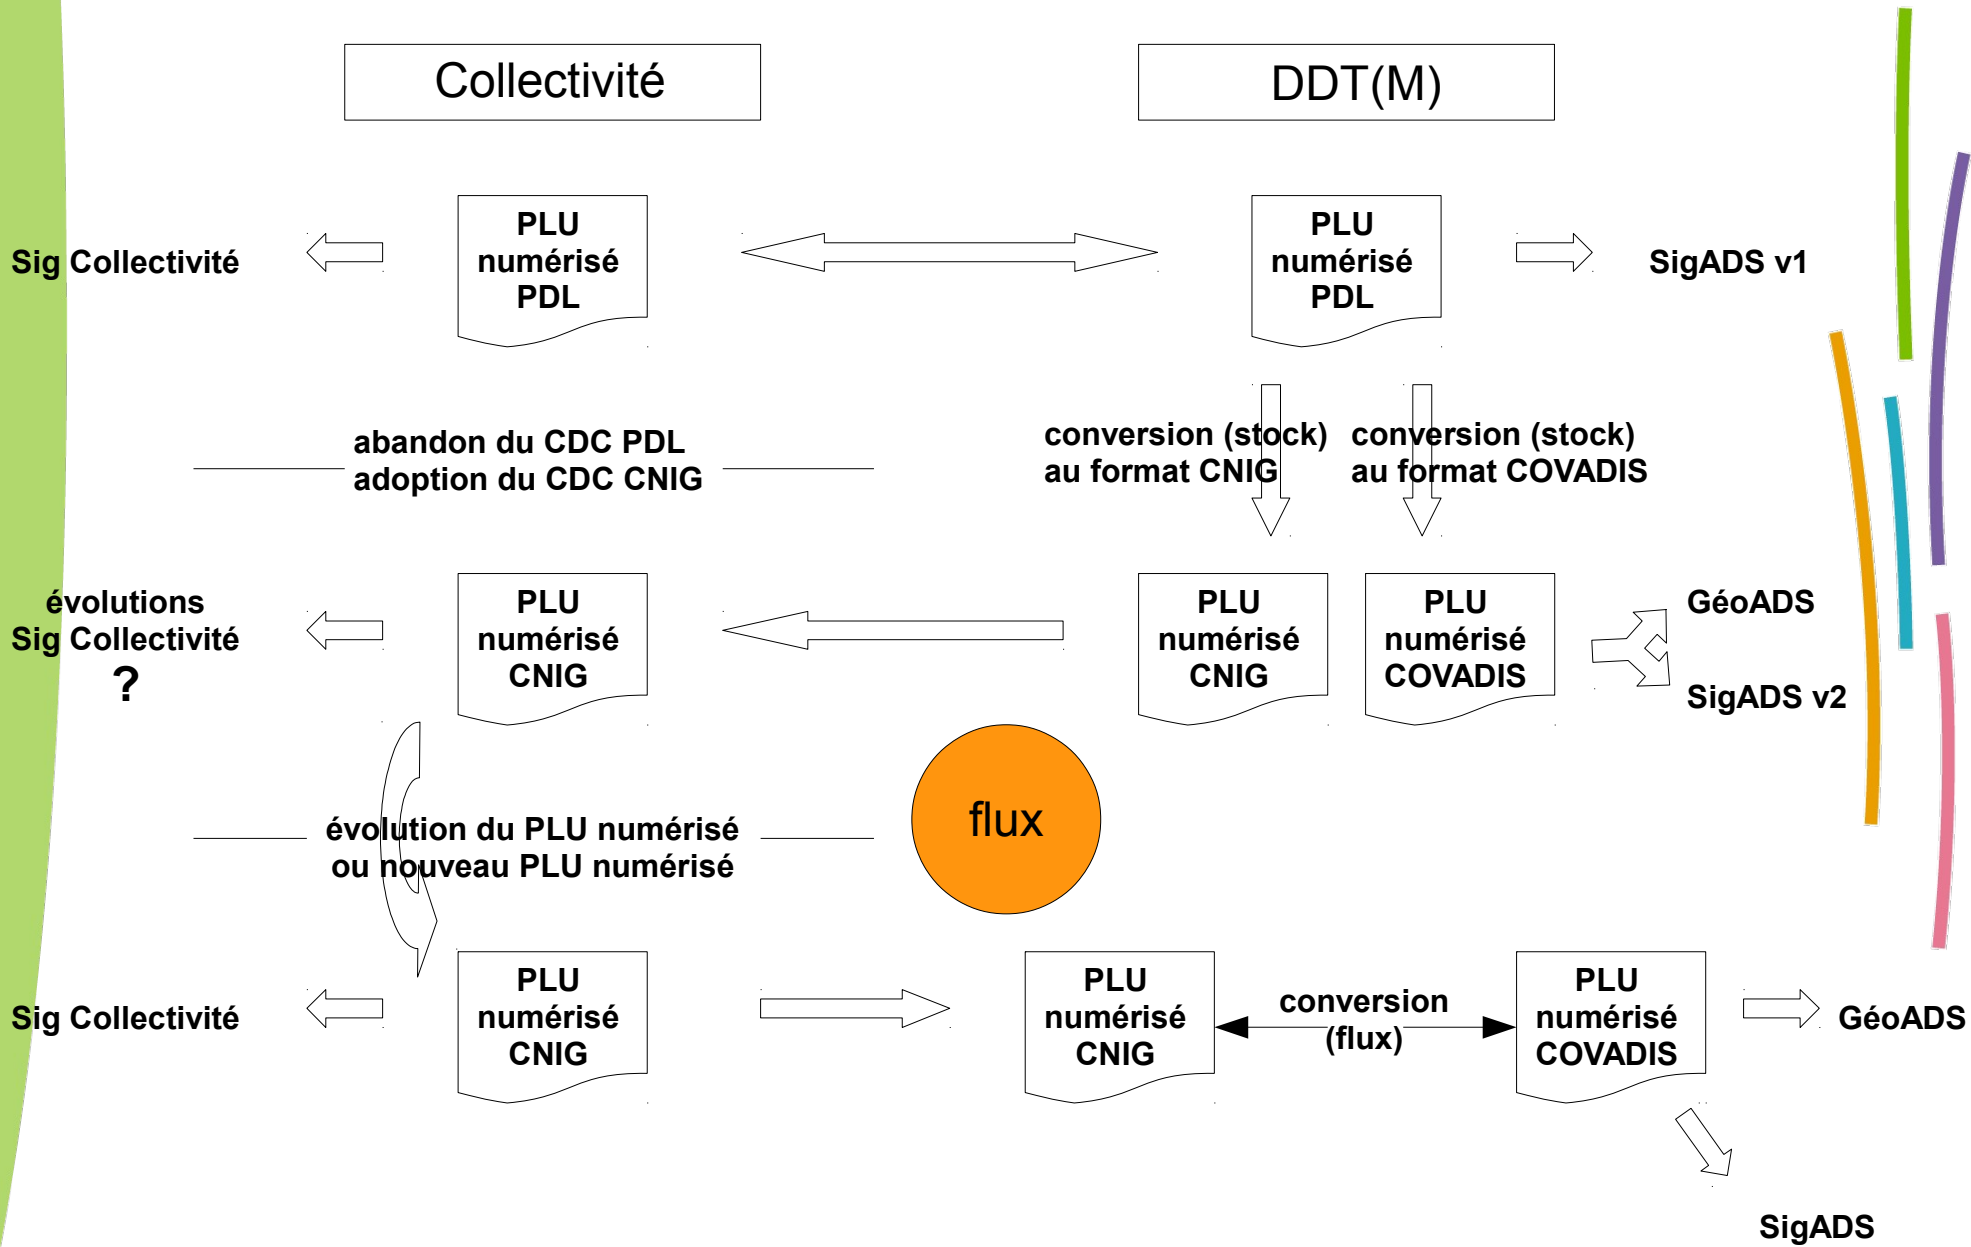 Collectivité
DDT(M)
Sig Collectivité
PLU
numérisé
PDL
PLU
numérisé
PDL
SigADS v1
abandon du CDC PDL
adoption du CDC CNIG
conversion (stock)
au format CNIG
conversion (stock)
au format COVADIS
évolutions
Sig Collectivité
?
PLU
numérisé
CNIG
PLU
numérisé
CNIG
PLU
numérisé
COVADIS
GéoADS
SigADS v2
flux
évolution du PLU numérisé
ou nouveau PLU numérisé
Sig Collectivité
PLU
numérisé
CNIG
PLU
numérisé
CNIG
conversion
(flux)
PLU
numérisé
COVADIS
GéoADS
SigADS